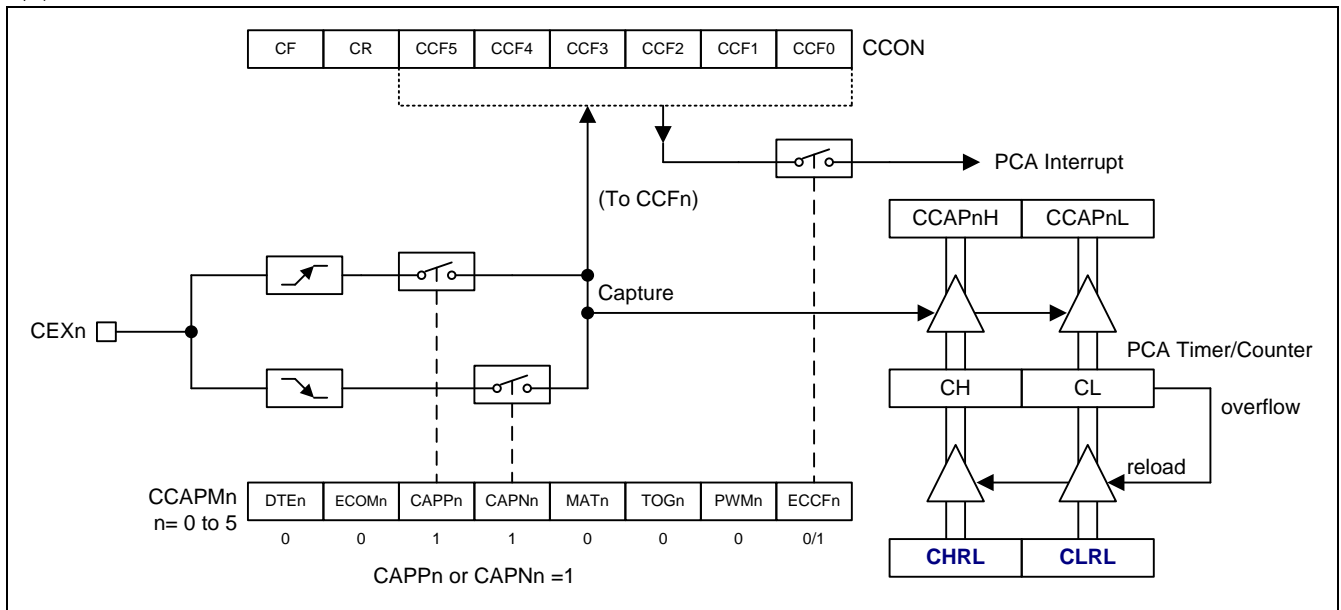 CF CR CCF5 CCF4 CCF3 CCF2 CCF1 CCF0 CCON
PCA Interrupt
(To CCFn)
CCAPnH CCAPnL
Capture
CEXn
PCA Timer/Counter
CH CL
overflow
reload
CCAPMn
n= 0 to 5
DTEn ECOMn CAPPn CAPNn MATn TOGn PWMn ECCFn
0 0 1 1 0 0 0 0/1
CHRL CLRL
CAPPn or CAPNn =1